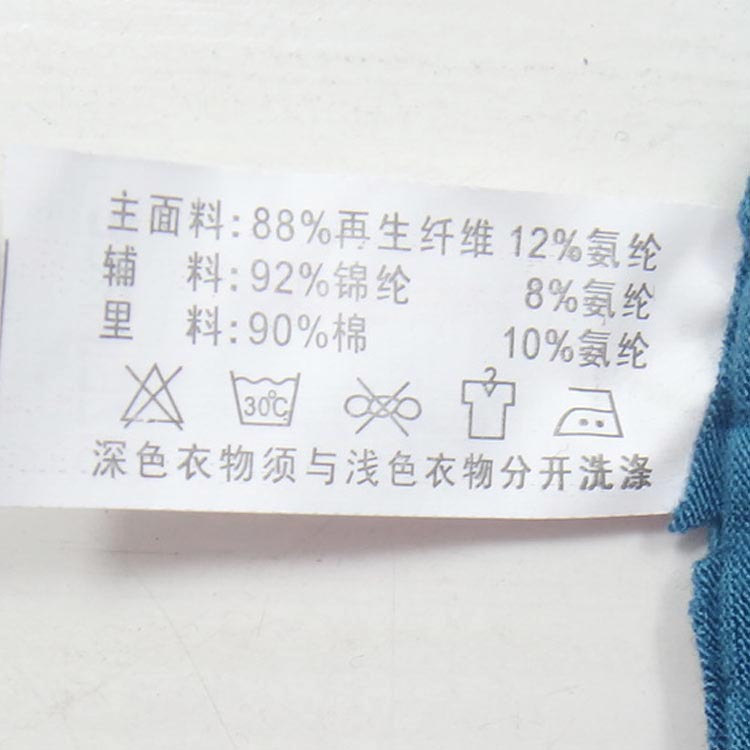 主面料:88%再生纤维 12%氨纶
辅 料:92%锦纶 8%氨纶
里 料:90%棉 10%氨纶
30℃
深色衣物须与浅色衣物分开洗涤